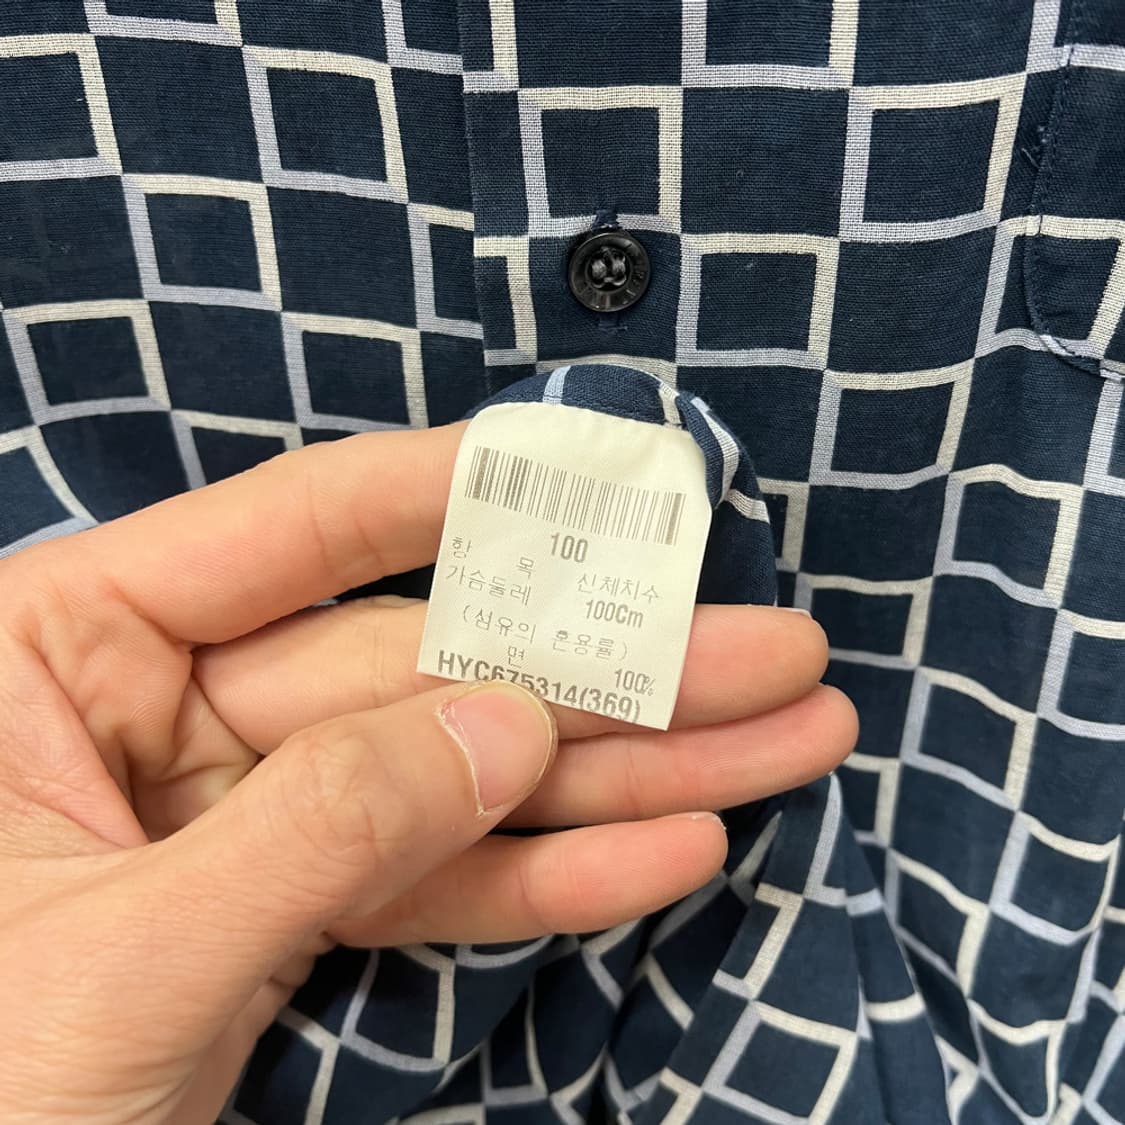 100
항 목 신체치수
가슴둘레 100Cm
(섬유의 혼용률)
면 100%
HYC675314(369)